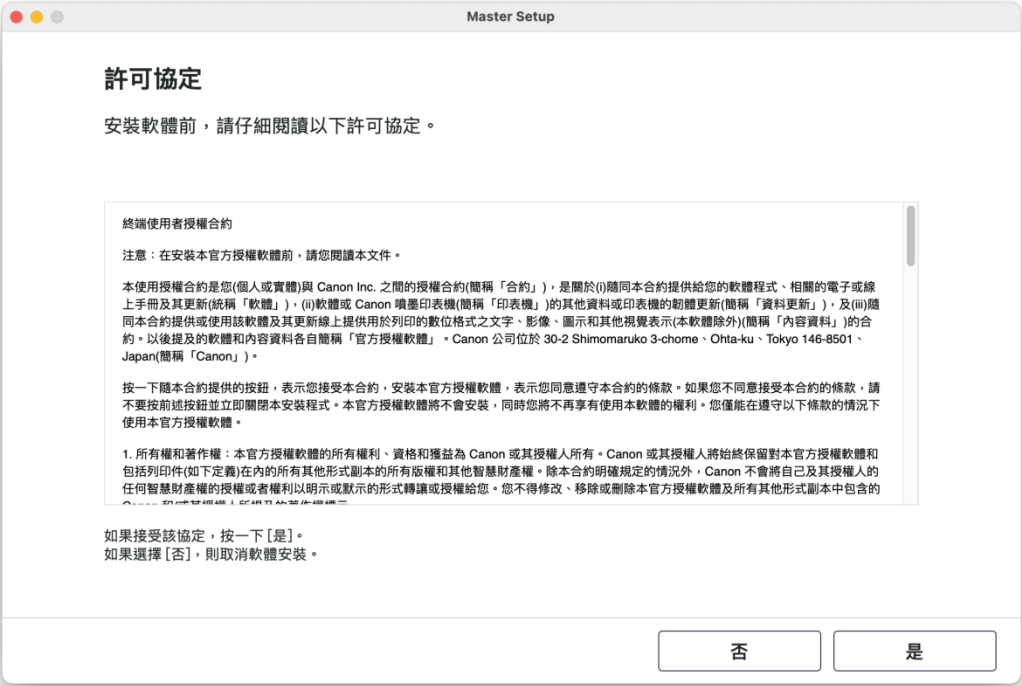 Master Setup
許可協定
安裝軟體前，請仔細閱讀以下許可協定。
終端使用者授權合約
注意：在安裝本官方授權軟體前，請您閱讀本文件。
本使用授權合約是您(個人或實體)與 Canon Inc. 之間的授權合約(簡稱「合約」)，是關於(i)隨同本合約提供給您的軟體程式、相關的電子或線
上手冊及其更新(統稱「軟體」)，(ii)軟體或 Canon 噴墨印表機(簡稱「印表機」)的其他資料或印表機的韌體更新(簡稱「資料更新」)，及(iii)隨
同本合約提供或使用該軟體及其更新線上提供用於列印的數位格式之文字、影像、圖示和其他視覺表示(本軟體除外)(簡稱「內容資料」)的合
約。以後提及的軟體和內容資料各自簡稱「官方授權軟體」。Canon 公司位於 30-2 Shimomaruko 3-chome、Ohta-ku、Tokyo 146-8501、
Japan(簡稱「Canon」)。
按一下隨本合約提供的按鈕，表示您接受本合約，安裝本官方授權軟體，表示您同意遵守本合約的條款。如果您不同意接受本合約的條款，請
不要按前述按鈕並立即關閉本安裝程式。本官方授權軟體將不會安裝，同時您將不再享有使用本軟體的權利。您僅能在遵守以下條款的情況下
使用本官方授權軟體。
1. 所有權和著作權：本官方授權軟體的所有權利、資格和獲益為 Canon 或其授權人所有。Canon 或其授權人將始終保留對本官方授權軟體和
包括列印件(如下定義)在內的所有其他形式副本的所有版權和其他智慧財產權。除本合約明確規定的情況外，Canon 不會將自己及其授權人的
任何智慧財產權的授權或者權利以明示或默示的形式轉讓或授權給您。您不得修改、移除或刪除本官方授權軟體及所有其他形式副本中包含的
如果接受該協定，按一下 [是]。
如果選擇 [否]，則取消軟體安裝。
否
是